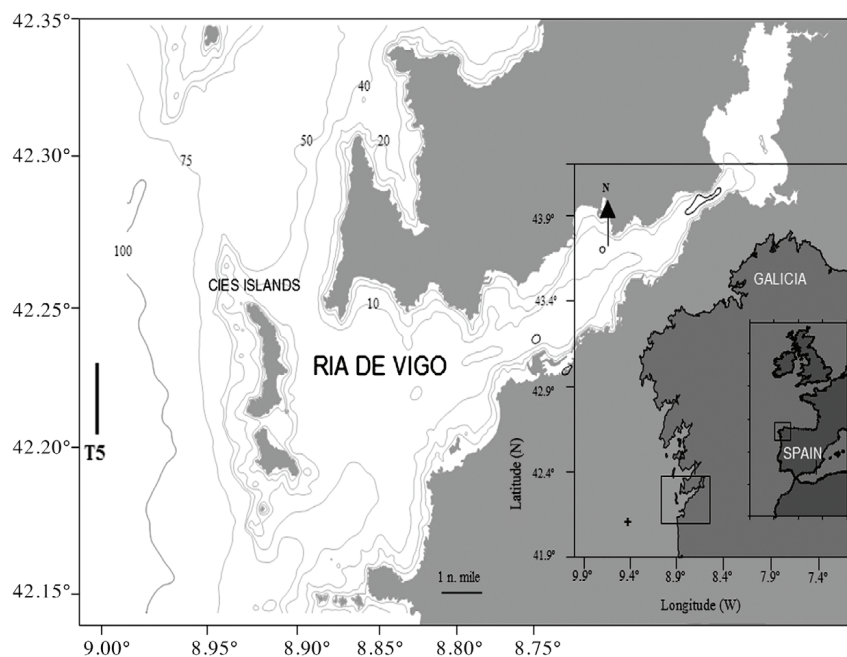 42.35°
40
50
20
42.30°
75
N
43.9°
100
GALICIA
CIES ISLANDS
43.4°
42.25°
10
RIA DE VIGO
42.9°
T5
42.20°
SPAIN
42.4°
Latitude (N)
1 n. mile
41.9°
42.15°
9.9° 9.4° 8.9° 8.4° 7.9° 7.4°
Longitude (W)
9.00° 8.95° 8.90° 8.85° 8.80° 8.75°